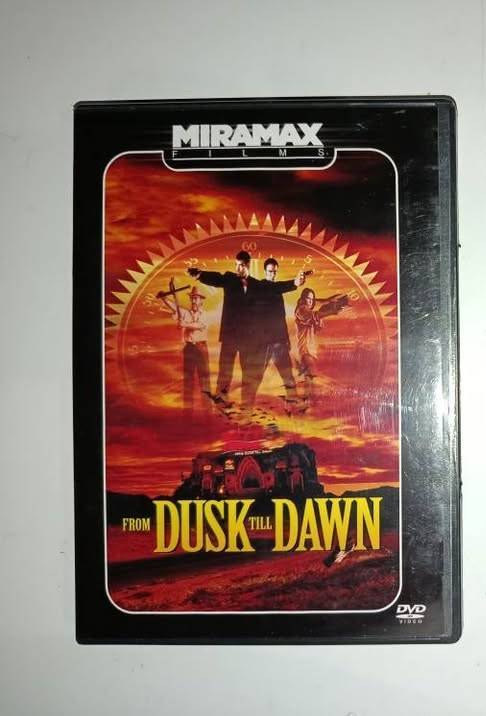 MIRAMAX
FILMS
60
FROM DUSK TILL DAWN
DVD
VIDEO